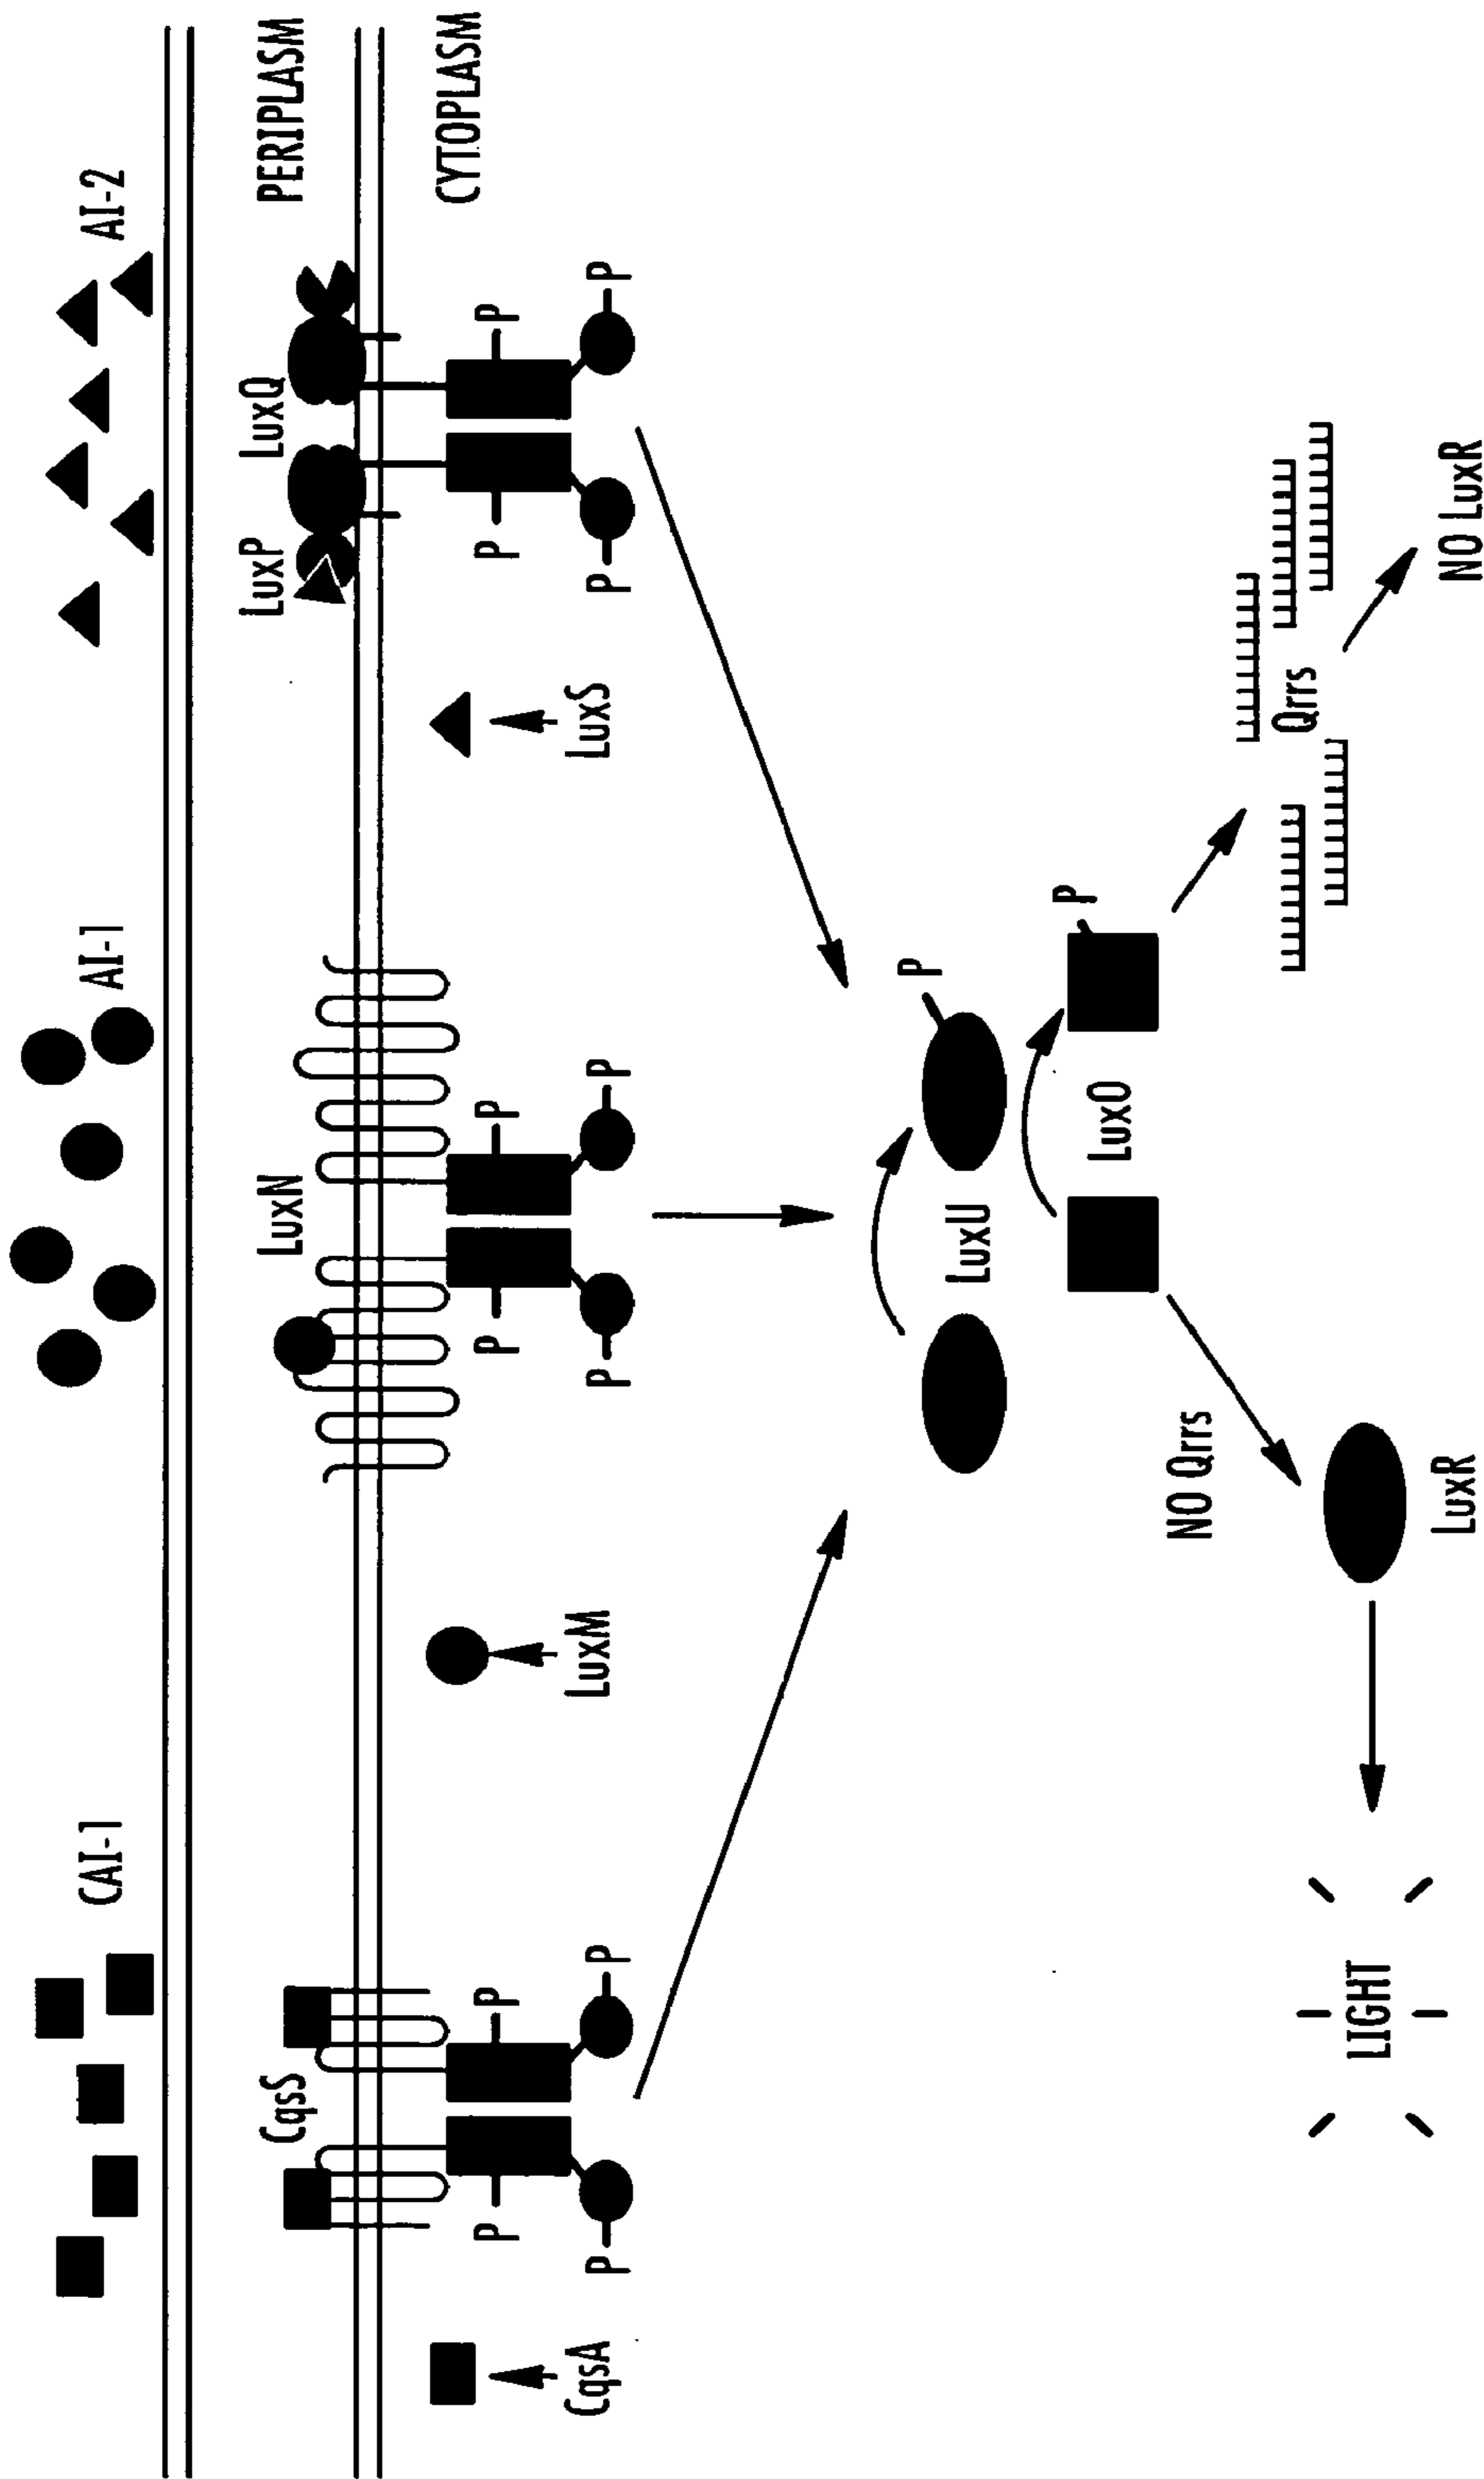 CAI-1
AI-1
AI-2
PERIPLASM
CqsS
LuxN
LuxP
LuxQ
CYTOPLASM
P
P
P
P
P
P
P
P
P
P
P
P
CqsA
LuxM
LuxS
P
LuxU
P
LuxO
NO Qrrs
Qrrs
LIGHT
LuxR
NO LuxR